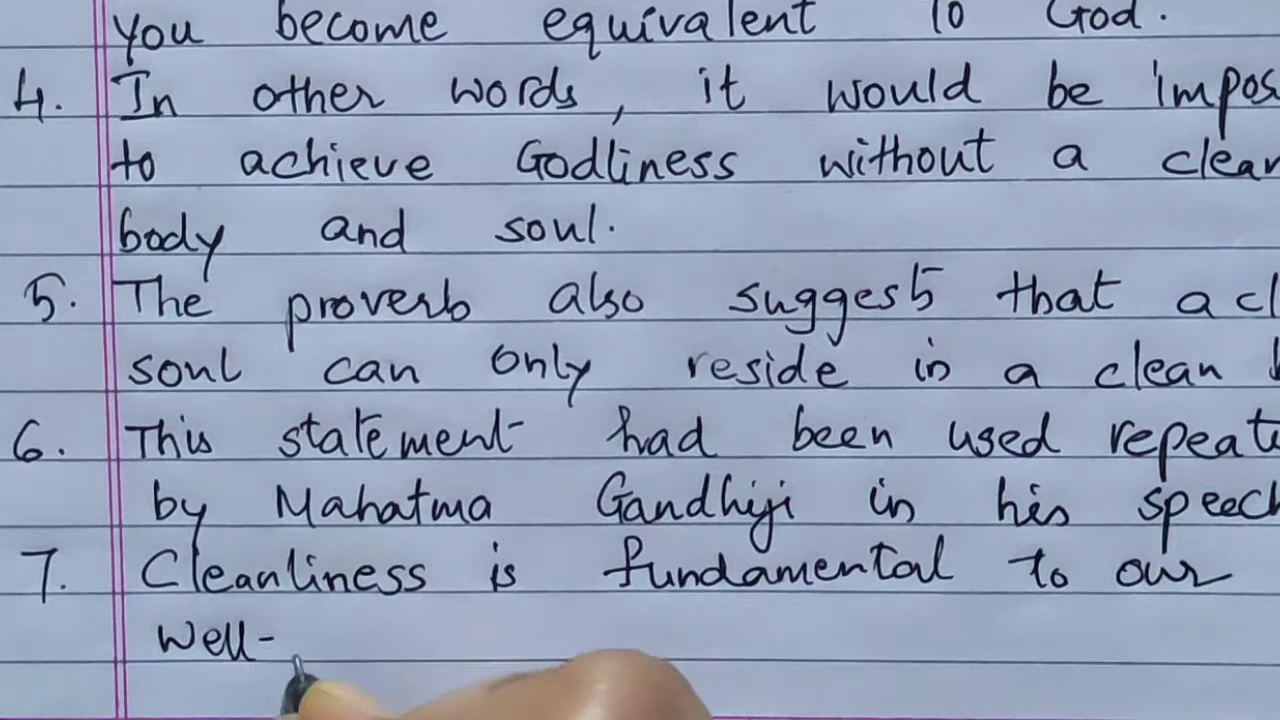 you become equivalent to God.
4. In other words, it would be impos
to achieve Godliness without a clean
body and soul.
5. The proverb also suggests that a cl
soul can only reside in a clean b
6. This statement had been used repeate
by Mahatma Gandhiji in his speech
7. Cleanliness is fundamental to our
well-